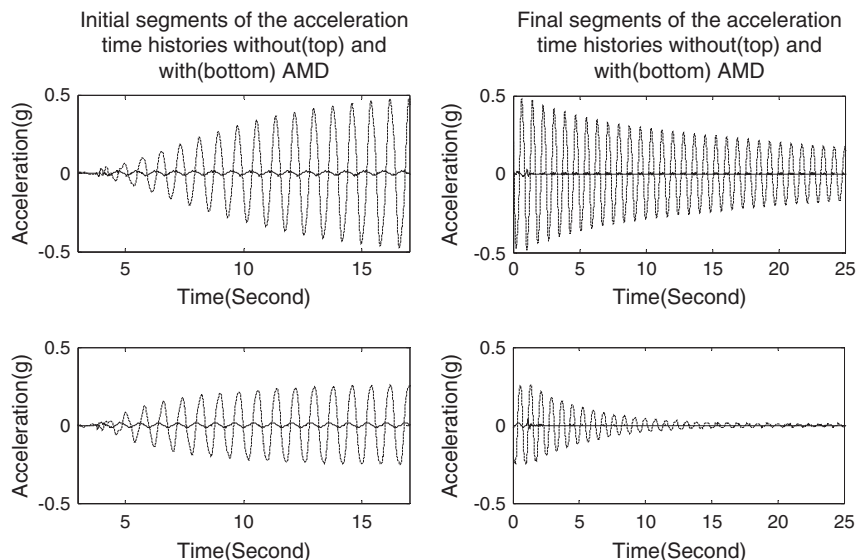 Initial segments of the acceleration
time histories without(top) and
with(bottom) AMD
Final segments of the acceleration
time histories without(top) and
with(bottom) AMD
0.5
0
-0.5
Acceleration(g)
5
10
15
Time(Second)
0.5
0
-0.5
Acceleration(g)
0
5
10
15
20
25
Time(Second)
0.5
0
-0.5
Acceleration(g)
5
10
15
Time(Second)
0.5
0
-0.5
Acceleration(g)
0
5
10
15
20
25
Time(Second)